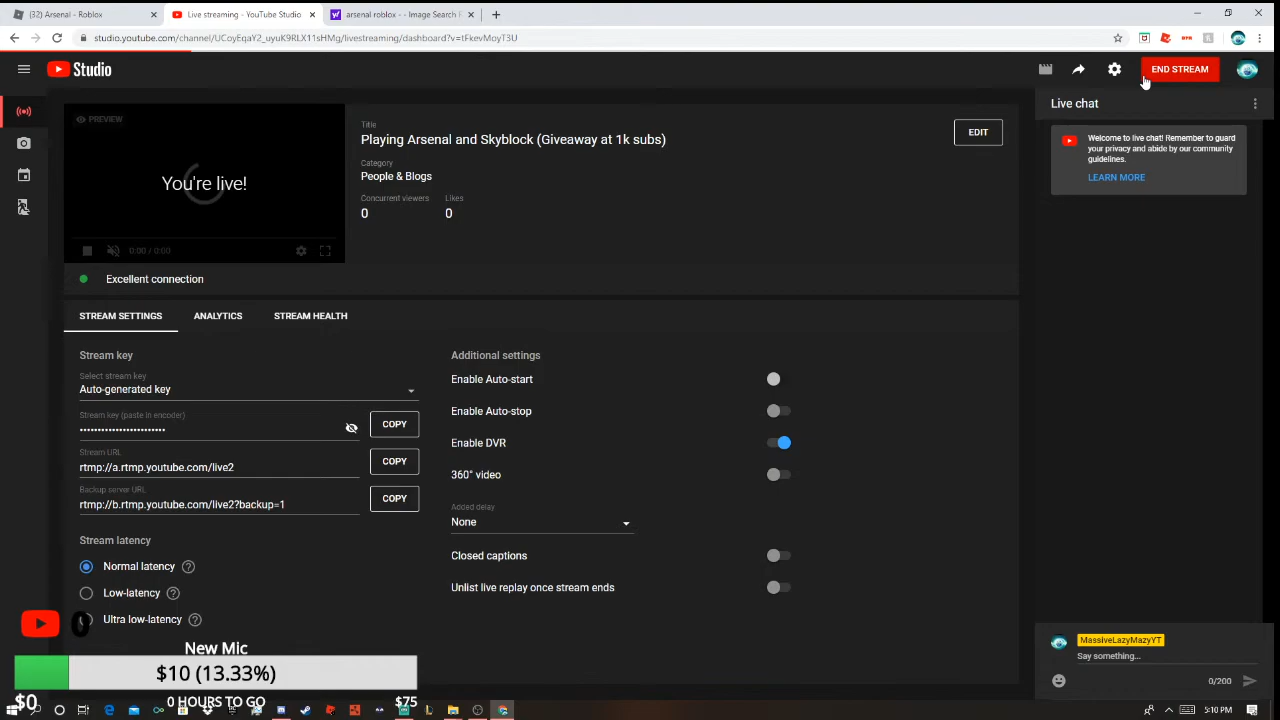 (32) Arsenal - Roblox
Live streaming - YouTube Studio
arsenal roblox - - Image Search R
studio.youtube.com/channel/UCoyEqaY2_uyuK9RLX11sHMg/livestreaming/dashboard?v=tFkevMoyT3U
Studio
END STREAM
PREVIEW
You're live!
0:00 / 0:00
Title
Playing Arsenal and Skyblock (Giveaway at 1k subs)
EDIT
Category
People & Blogs
Concurrent viewers
Likes
0
0
Excellent connection
Live chat
Welcome to live chat! Remember to guard
your privacy and abide by our community
guidelines.
LEARN MORE
STREAM SETTINGS
ANALYTICS
STREAM HEALTH
Stream key
Select stream key
Auto-generated key
Stream key (paste in encoder)
COPY
Stream URL
rtmp://a.rtmp.youtube.com/live2
COPY
Backup server URL
rtmp://b.rtmp.youtube.com/live2?backup=1
COPY
Stream latency
Normal latency
Low-latency
Ultra low-latency
Additional settings
Enable Auto-start
Enable Auto-stop
Enable DVR
360° video
Added delay
None
Closed captions
Unlist live replay once stream ends
0
New Mic
$10 (13.33%)
$0
0 HOURS TO GO
$75
MassiveLazyMazyYT
Say something...
0/200
5:10 PM